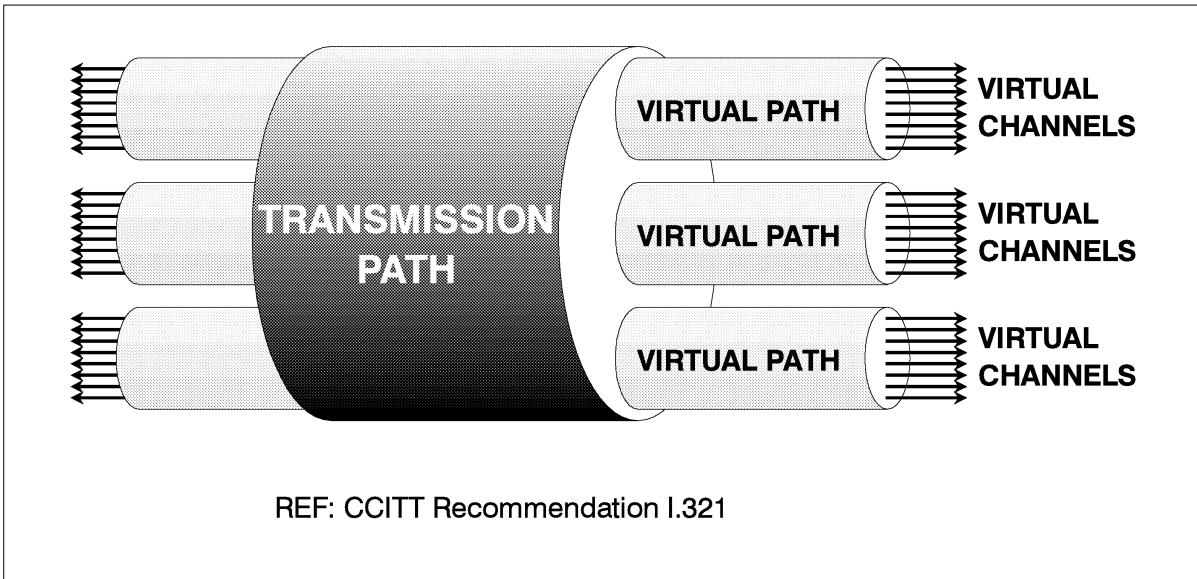 VIRTUAL PATH
VIRTUAL
CHANNELS
TRANSMISSION
PATH
VIRTUAL PATH
VIRTUAL
CHANNELS
VIRTUAL PATH
VIRTUAL
CHANNELS
REF: CCITT Recommendation I.321